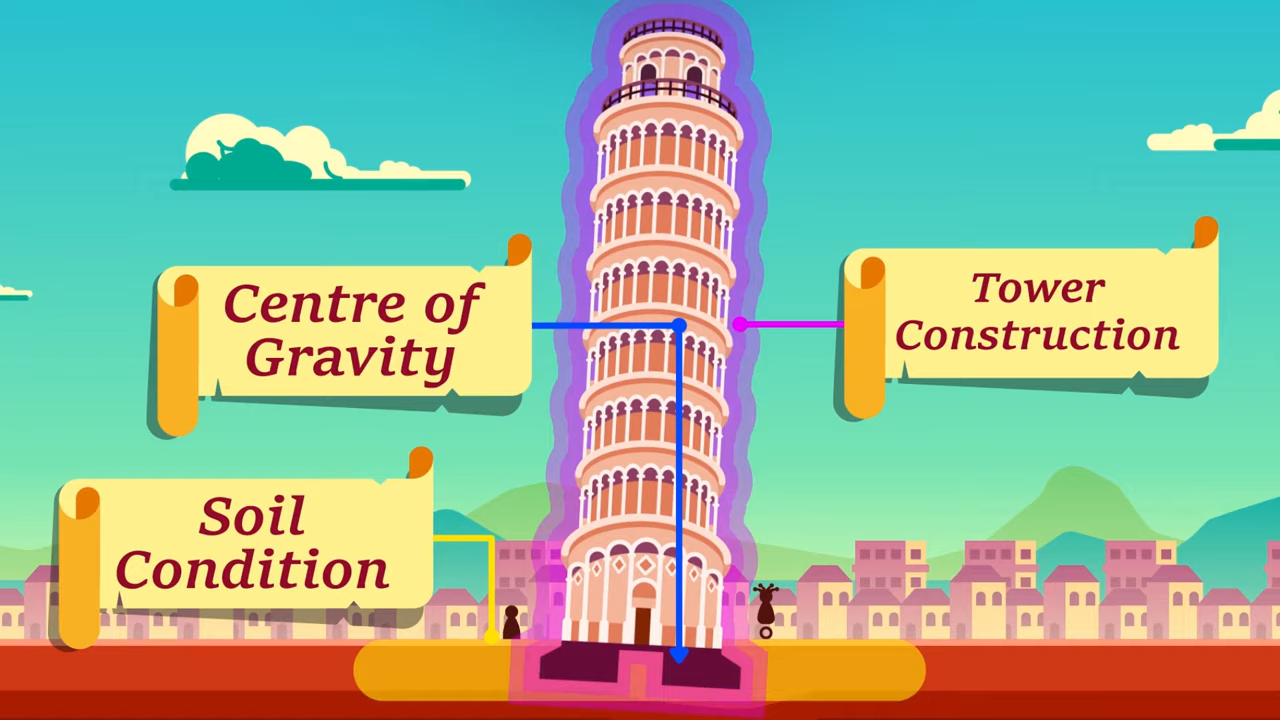 Centre of
Gravity
Tower
Construction
Soil
Condition